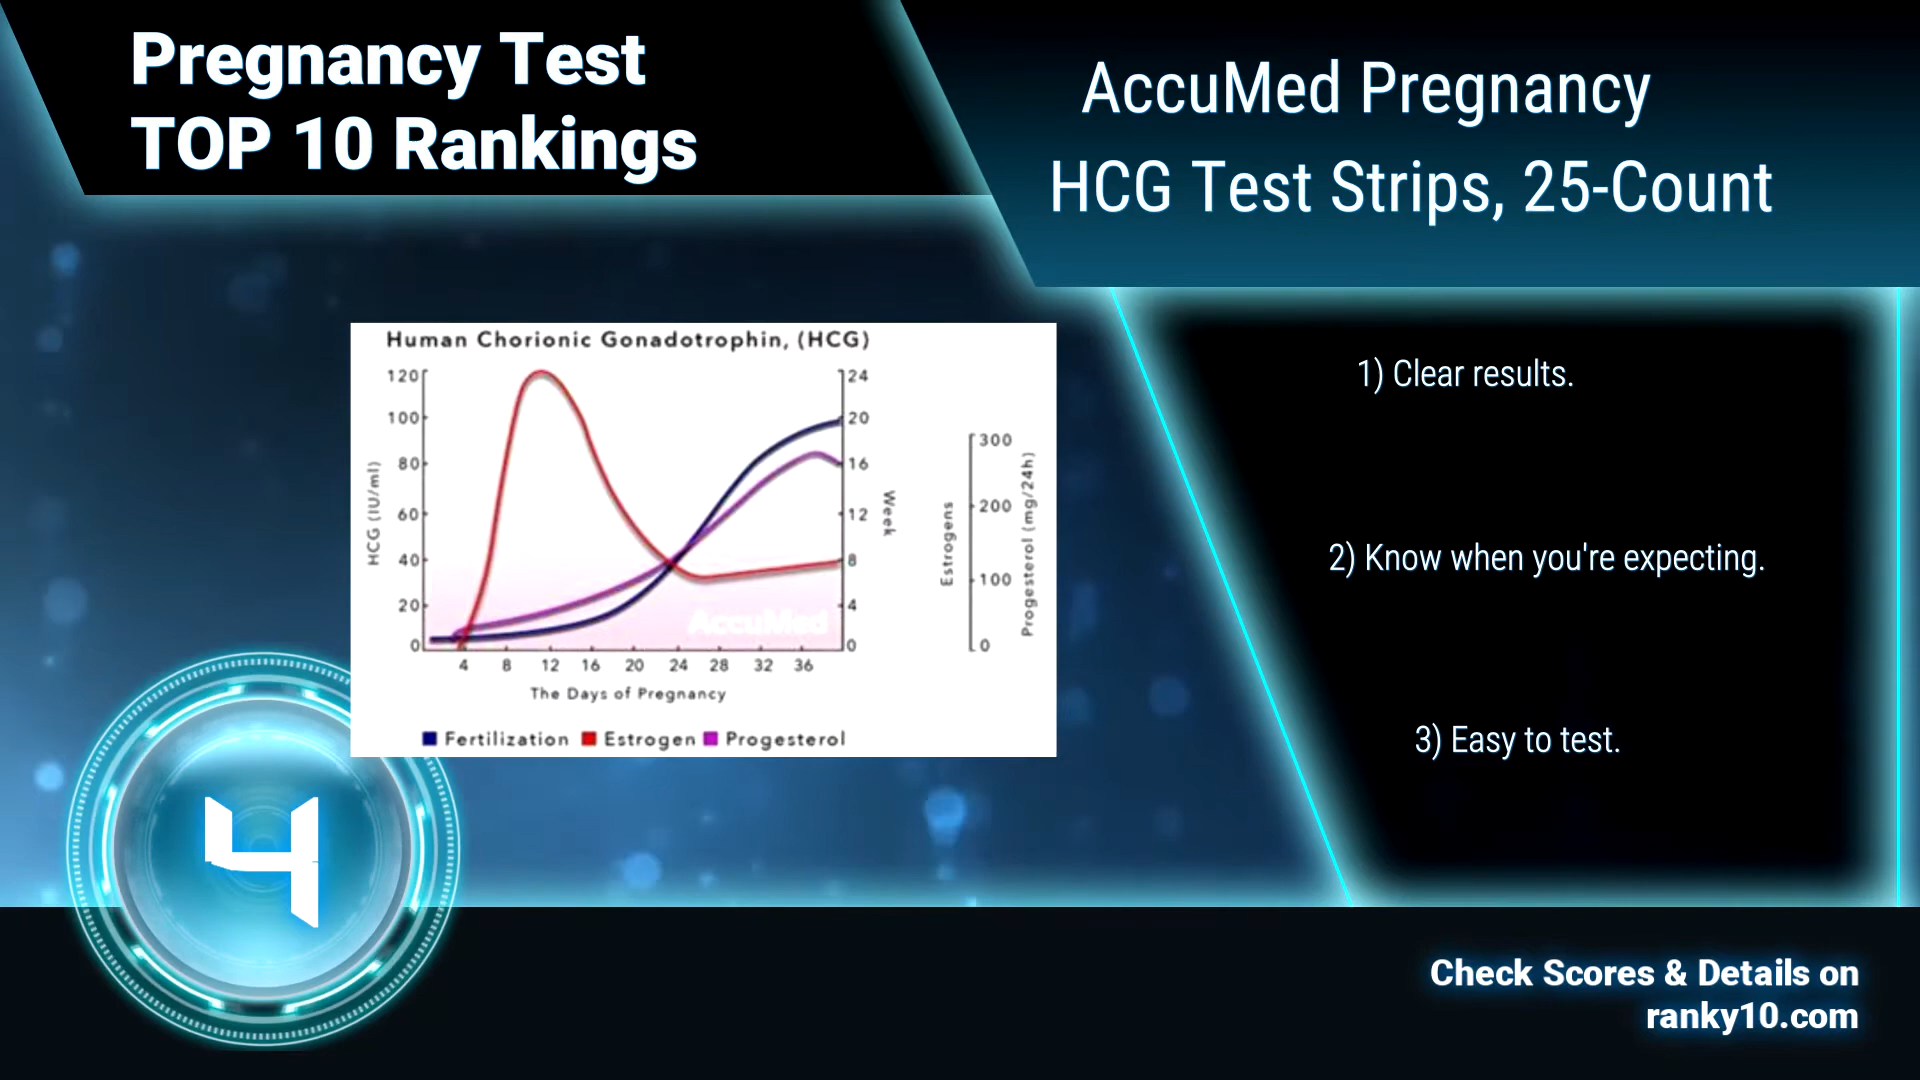 Pregnancy Test
TOP 10 Rankings
AccuMed Pregnancy
HCG Test Strips, 25-Count
Human Chorionic Gonadotrophin, (HCG)
120
100
80
60
40
20
0
HCG (IU/ml)
24
20
16
12
8
4
0
Week
300
200
100
0
Estrogens
Progesterol (mg/24h)
AccuMed
4 8 12 16 20 24 28 32 36
The Days of Pregnancy
Fertilization Estrogen Progesterol
1) Clear results.
2) Know when you're expecting.
3) Easy to test.
4
Check Scores & Details on
ranky10.com